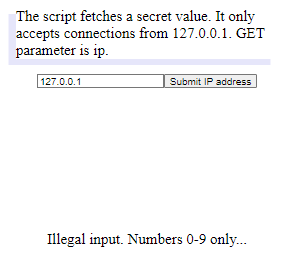 The script fetches a secret value. It only
accepts connections from 127.0.0.1. GET
parameter is ip.
127.0.0.1 Submit IP address
Illegal input. Numbers 0-9 only...